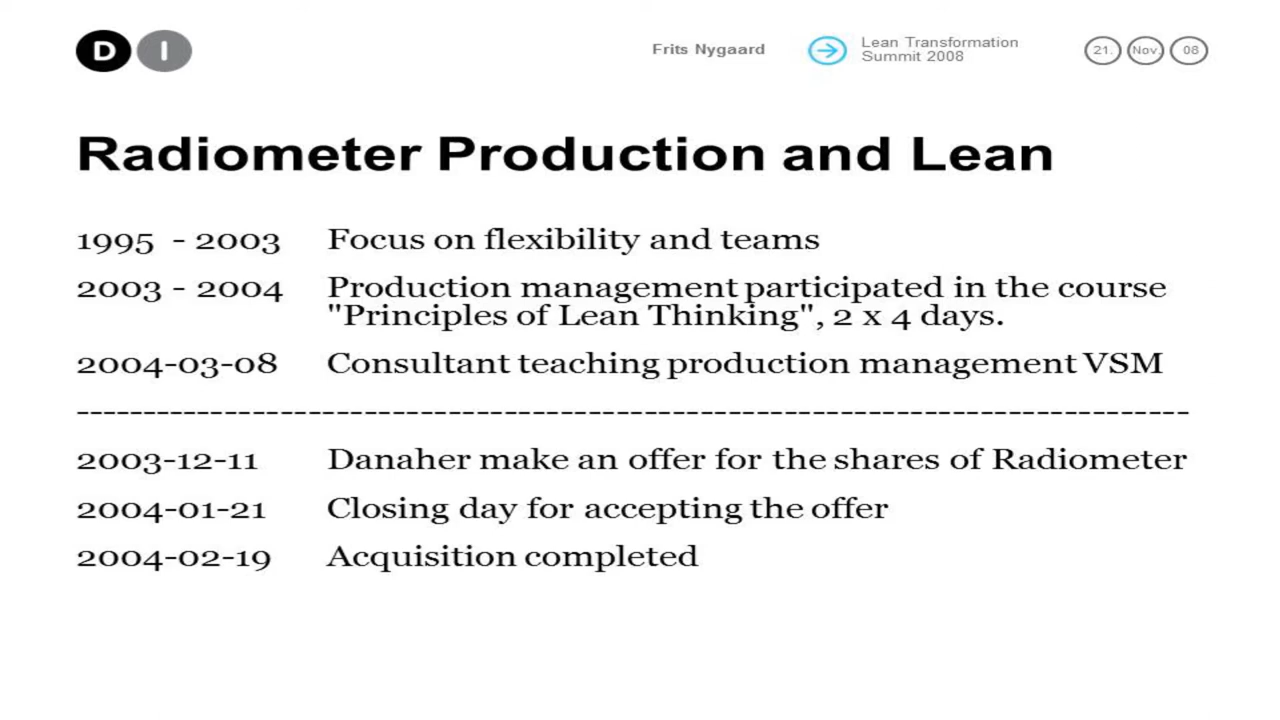 D I
Frits Nygaard
Lean Transformation
Summit 2008
21. Nov. 08
Radiometer Production and Lean
1995 - 2003 Focus on flexibility and teams
2003 - 2004 Production management participated in the course
"Principles of Lean Thinking", 2 x 4 days.
2004-03-08 Consultant teaching production management VSM
--------------------------------------------------------------------------------
2003-12-11 Danaher make an offer for the shares of Radiometer
2004-01-21 Closing day for accepting the offer
2004-02-19 Acquisition completed